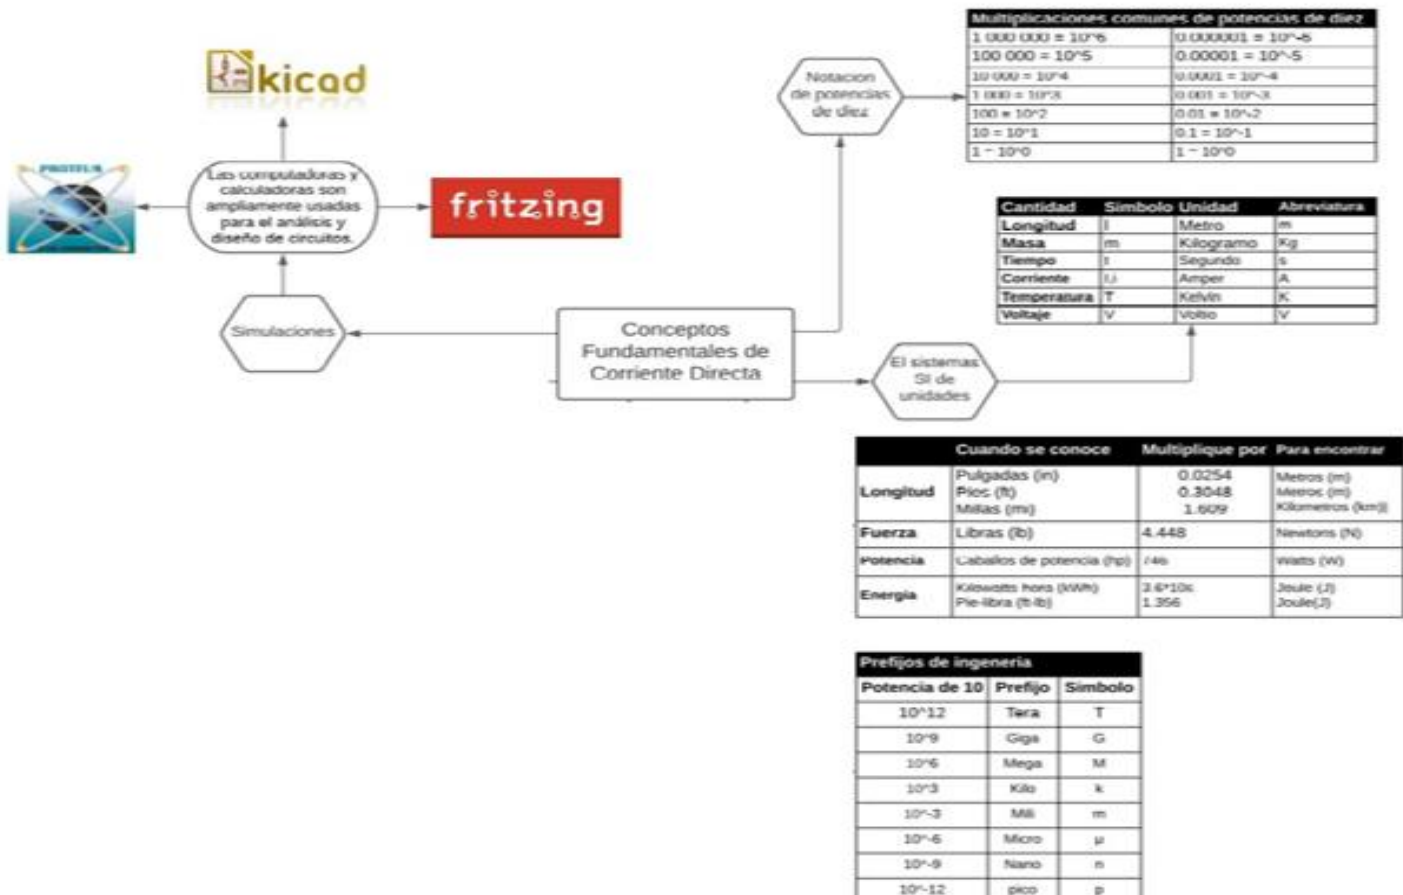 kicad
PROTEUS
Las computadoras y
calculadoras son
ampliamente usadas
para el análisis y
diseño de circuitos.
fritzing
Simulaciones
Conceptos
Fundamentales de
Corriente Directa
Notacion
de potencias
de diez
Multiplicaciones comunes de potencias de diez
1 000 000 = 10^6 0.000001 = 10^-6
100 000 = 10^5 0.00001 = 10^-5
10 000 = 10^4 0.0001 = 10^-4
1 000 = 10^3 0.001 = 10^-3
100 = 10^2 0.01 = 10^-2
10 = 10^1 0.1 = 10^-1
1 = 10^0 1 = 10^0
Cantidad Simbolo Unidad Abreviatura
Longitud l Metro m
Masa m Kilogramo Kg
Tiempo t Segundo s
Corriente I,i Amper A
Temperatura T Kelvin K
Voltaje V Voltio V
El sistemas
SI de
unidades
Cuando se conoce Multiplique por Para encontrar
Longitud
Pulgadas (in) 0.0254 Metros (m)
Pies (ft) 0.3048 Metros (m)
Millas (mi) 1.609 Kilometros (km))
Fuerza Libras (lb) 4.448 Newtons (N)
Potencia Caballos de potencia (hp) 746 Watts (W)
Energia
Kilowatts hora (kWh) 3.6*10 Joule (J)
Pie-libra (ft-lb) 1.356 Joule(J)
Prefijos de ingeneria
Potencia de 10 Prefijo Simbolo
10^12 Tera T
10^9 Giga G
10^6 Mega M
10^3 Kilo k
10^-3 Mili m
10^-6 Micro μ
10^-9 Nano n
10^-12 pico p